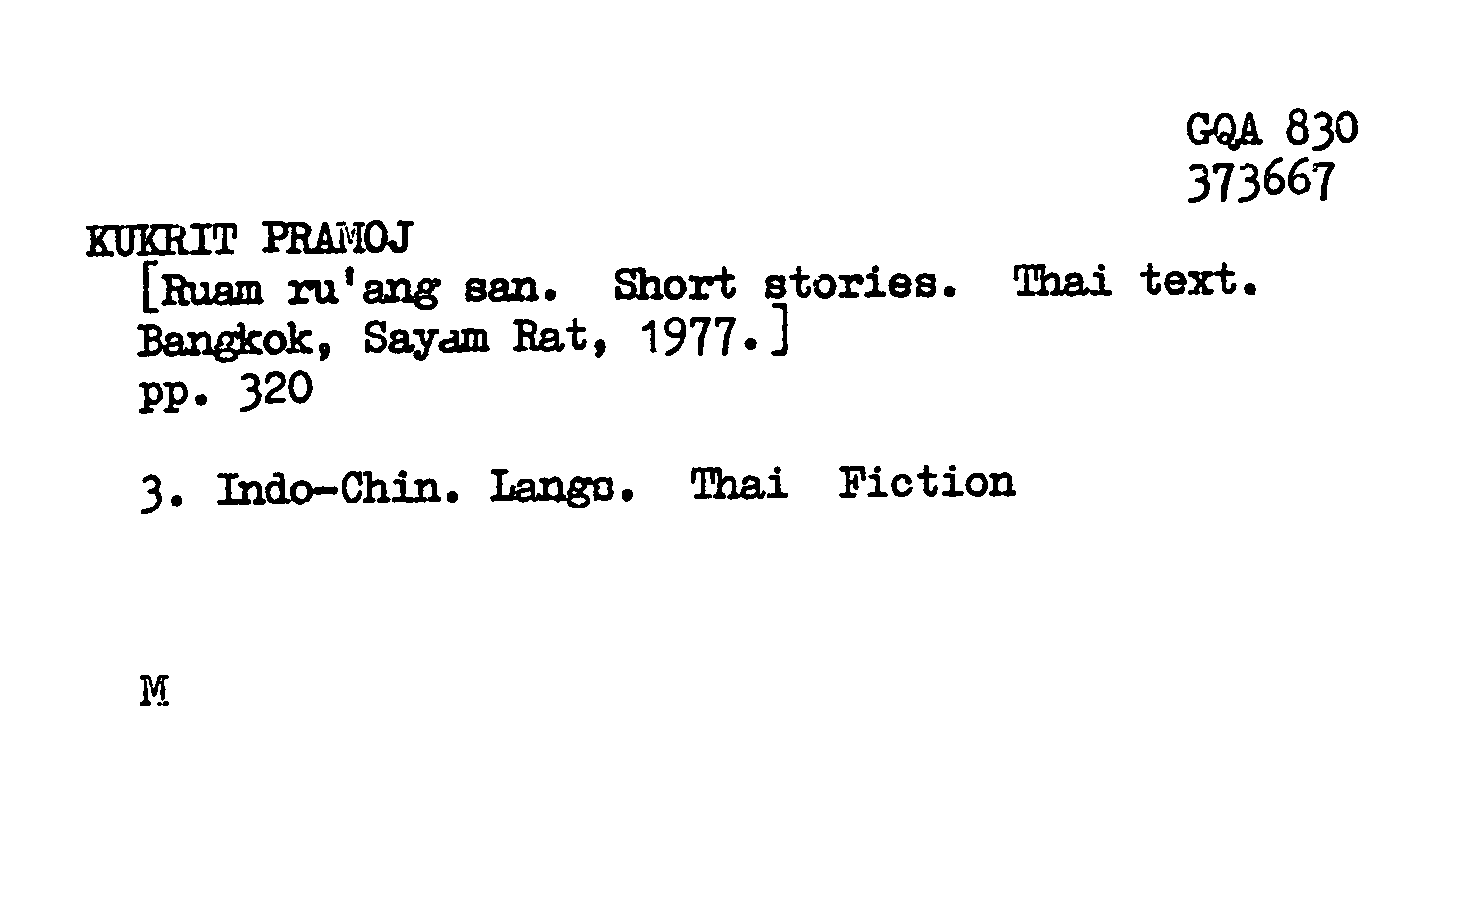 GQA 830
373667
KUKRIT PRAMOJ
[Ruam ru'ang san. Short stories. Thai text.
Bangkok, Sayam Rat, 1977.]
pp. 320
3. Indo-Chin. Langs. Thai Fiction
M